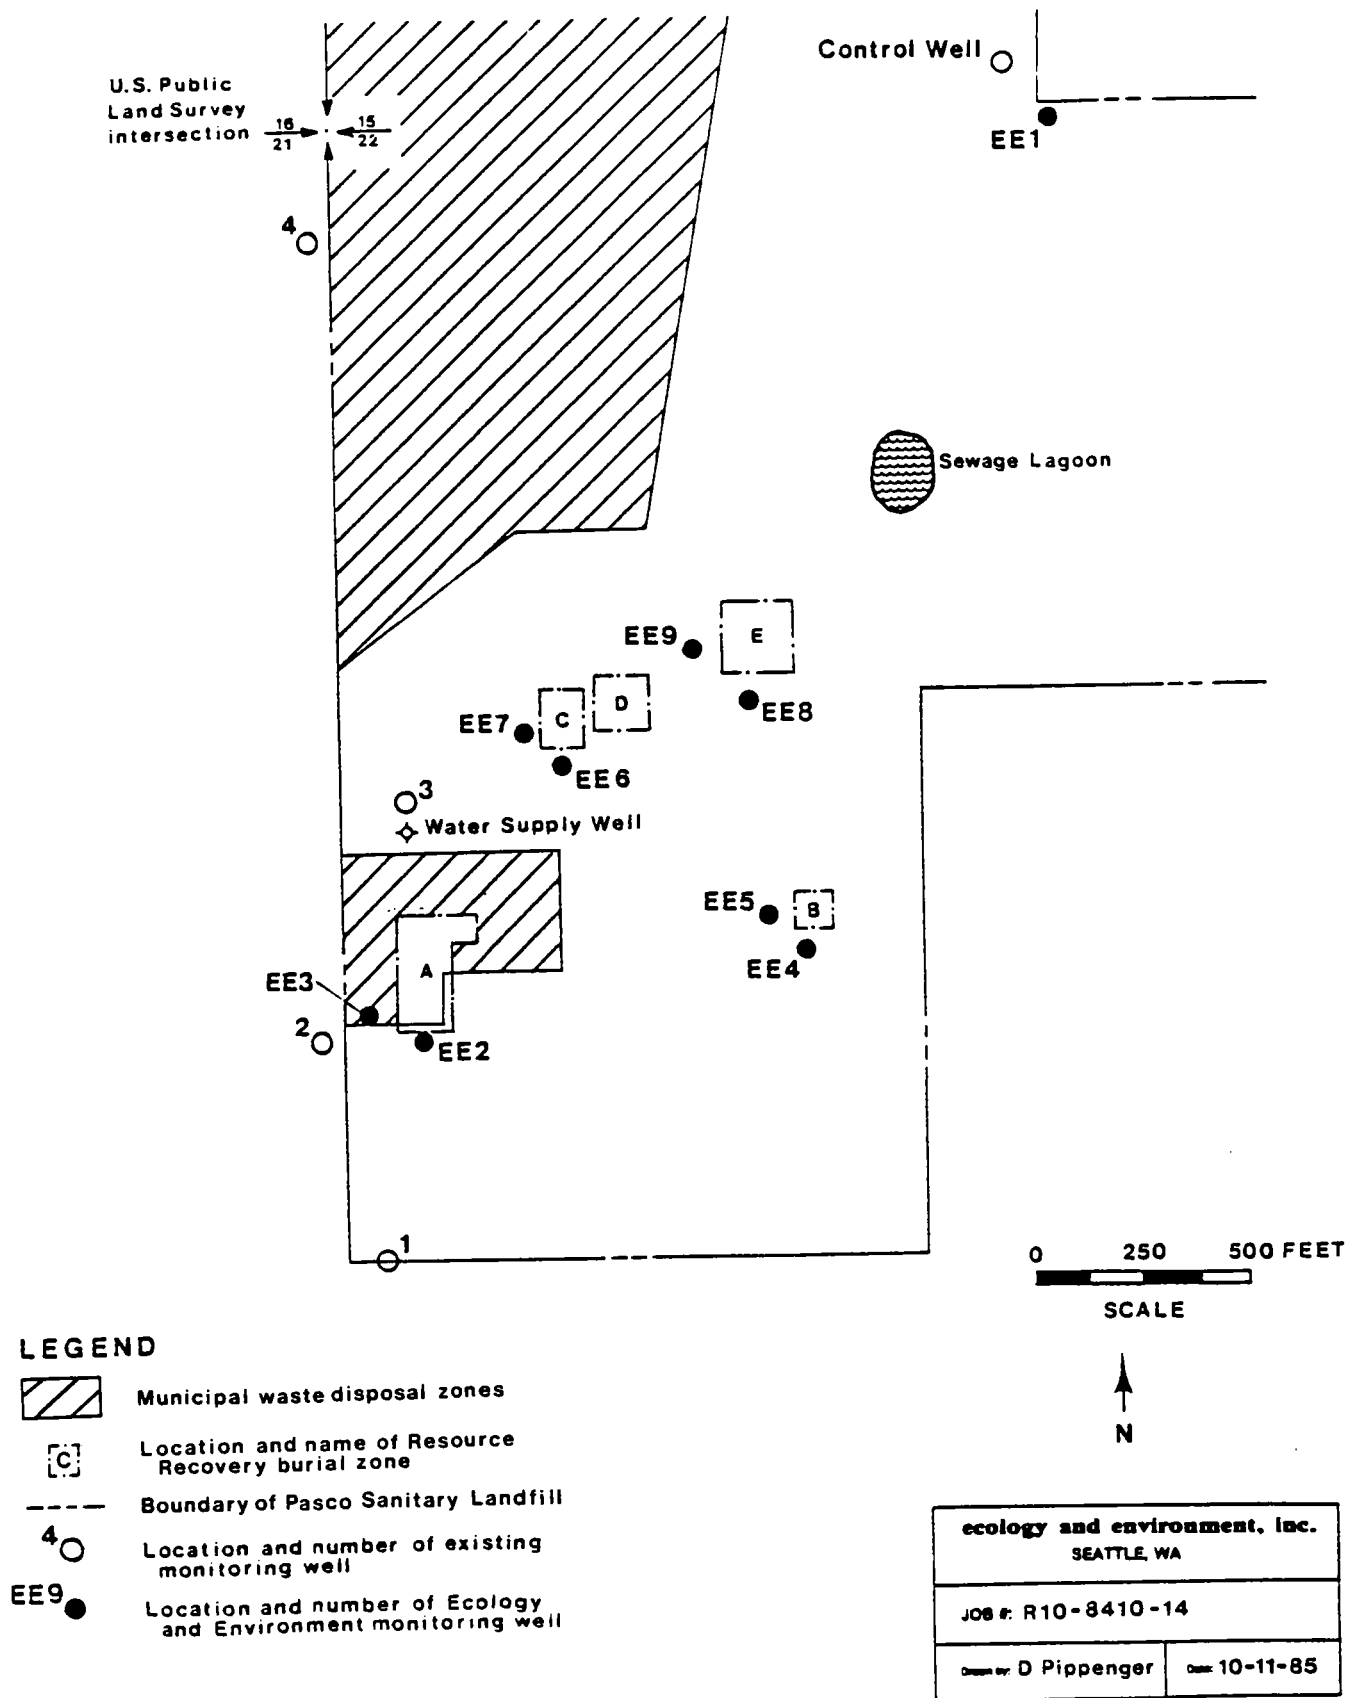 Control Well
U.S. Public
Land Survey
intersection
16
21
15
22
EE1
4
Sewage Lagoon
EE9
E
EE8
D
C
EE7
EE6
3
Water Supply Well
EE5
B
EE4
A
EE3
2
EE2
1
0 250 500 FEET
SCALE
N
LEGEND
Municipal waste disposal zones
C
Location and name of Resource
Recovery burial zone
Boundary of Pasco Sanitary Landfill
4
Location and number of existing
monitoring well
EE9
Location and number of Ecology
and Environment monitoring well
ecology and environment, inc.
SEATTLE, WA
JOB #: R10-8410-14
Drawn by: D Pippenger
Date: 10-11-85